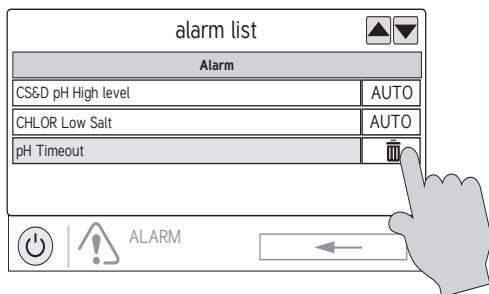 alarm list
Alarm
CS&D pH High level AUTO
CHLOR Low Salt AUTO
pH Timeout
ALARM